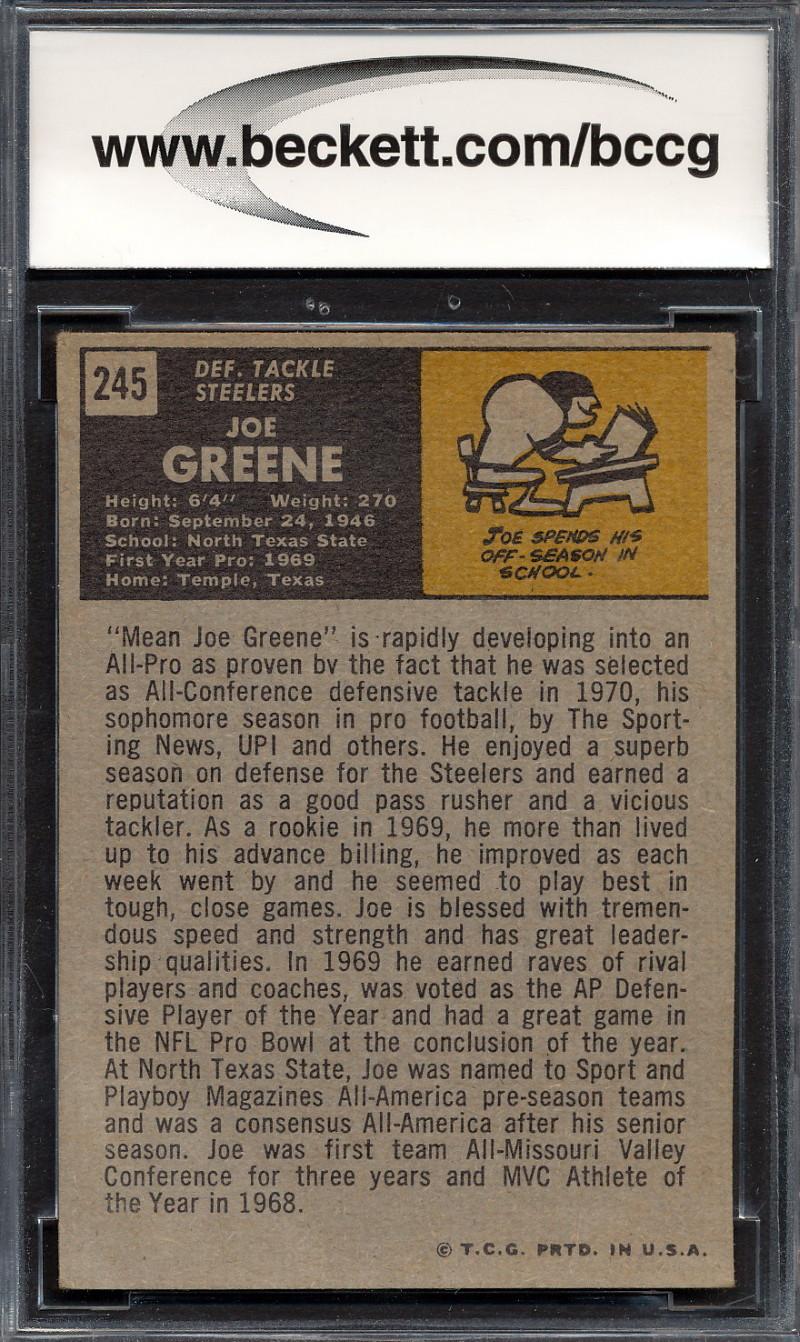 www.beckett.com/bccg
245
DEF. TACKLE
STEELERS
JOE
GREENE
Height: 6'4" Weight: 270
Born: September 24, 1946
School: North Texas State
First Year Pro: 1969
Home: Temple, Texas
JOE SPENDS HIS
OFF-SEASON IN
SCHOOL.
"Mean Joe Greene" is rapidly developing into an
All-Pro as proven bv the fact that he was selected
as All-Conference defensive tackle in 1970, his
sophomore season in pro football, by The Sport-
ing News, UPI and others. He enjoyed a superb
season on defense for the Steelers and earned a
reputation as a good pass rusher and a vicious
tackler. As a rookie in 1969, he more than lived
up to his advance billing, he improved as each
week went by and he seemed to play best in
tough, close games. Joe is blessed with tremen-
dous speed and strength and has great leader-
ship qualities. In 1969 he earned raves of rival
players and coaches, was voted as the AP Defen-
sive Player of the Year and had a great game in
the NFL Pro Bowl at the conclusion of the year.
At North Texas State, Joe was named to Sport and
Playboy Magazines All-America pre-season teams
and was a consensus All-America after his senior
season. Joe was first team All-Missouri Valley
Conference for three years and MVC Athlete of
the Year in 1968.
© T.C.G. PRTD. IN U.S.A.